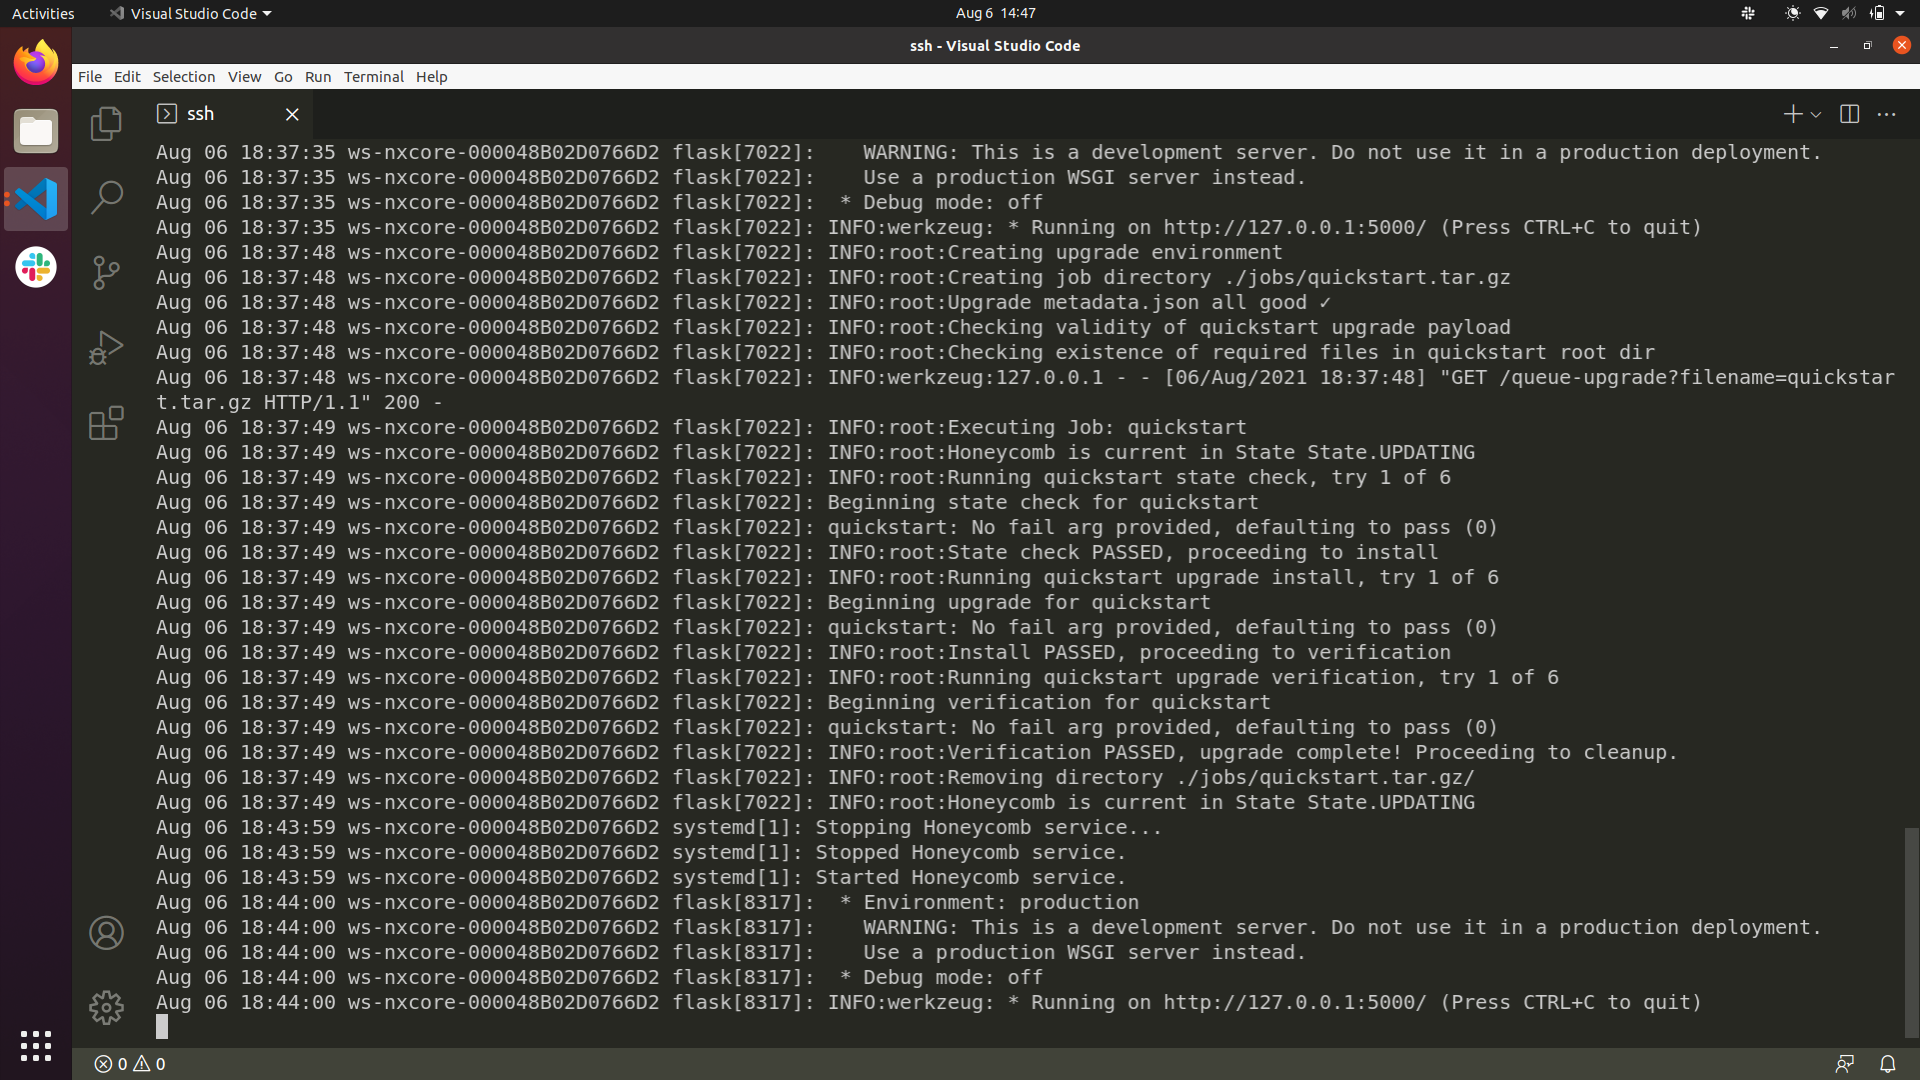 Activities
Visual Studio Code
Aug 6 14:47
ssh - Visual Studio Code
File Edit Selection View Go Run Terminal Help
ssh
Aug 06 18:37:35 ws-nxcore-000048B02D0766D2 flask[7022]:    WARNING: This is a development server. Do not use it in a production deployment.
Aug 06 18:37:35 ws-nxcore-000048B02D0766D2 flask[7022]:    Use a production WSGI server instead.
Aug 06 18:37:35 ws-nxcore-000048B02D0766D2 flask[7022]:  * Debug mode: off
Aug 06 18:37:35 ws-nxcore-000048B02D0766D2 flask[7022]: INFO:werkzeug: * Running on http://127.0.0.1:5000/ (Press CTRL+C to quit)
Aug 06 18:37:48 ws-nxcore-000048B02D0766D2 flask[7022]: INFO:root:Creating upgrade environment
Aug 06 18:37:48 ws-nxcore-000048B02D0766D2 flask[7022]: INFO:root:Creating job directory ./jobs/quickstart.tar.gz
Aug 06 18:37:48 ws-nxcore-000048B02D0766D2 flask[7022]: INFO:root:Upgrade metadata.json all good ✓
Aug 06 18:37:48 ws-nxcore-000048B02D0766D2 flask[7022]: INFO:root:Checking validity of quickstart upgrade payload
Aug 06 18:37:48 ws-nxcore-000048B02D0766D2 flask[7022]: INFO:root:Checking existence of required files in quickstart root dir
Aug 06 18:37:48 ws-nxcore-000048B02D0766D2 flask[7022]: INFO:werkzeug:127.0.0.1 - - [06/Aug/2021 18:37:48] "GET /queue-upgrade?filename=quickstar
t.tar.gz HTTP/1.1" 200 -
Aug 06 18:37:49 ws-nxcore-000048B02D0766D2 flask[7022]: INFO:root:Executing Job: quickstart
Aug 06 18:37:49 ws-nxcore-000048B02D0766D2 flask[7022]: INFO:root:Honeycomb is current in State State.UPDATING
Aug 06 18:37:49 ws-nxcore-000048B02D0766D2 flask[7022]: INFO:root:Running quickstart state check, try 1 of 6
Aug 06 18:37:49 ws-nxcore-000048B02D0766D2 flask[7022]: Beginning state check for quickstart
Aug 06 18:37:49 ws-nxcore-000048B02D0766D2 flask[7022]: quickstart: No fail arg provided, defaulting to pass (0)
Aug 06 18:37:49 ws-nxcore-000048B02D0766D2 flask[7022]: INFO:root:State check PASSED, proceeding to install
Aug 06 18:37:49 ws-nxcore-000048B02D0766D2 flask[7022]: INFO:root:Running quickstart upgrade install, try 1 of 6
Aug 06 18:37:49 ws-nxcore-000048B02D0766D2 flask[7022]: Beginning upgrade for quickstart
Aug 06 18:37:49 ws-nxcore-000048B02D0766D2 flask[7022]: quickstart: No fail arg provided, defaulting to pass (0)
Aug 06 18:37:49 ws-nxcore-000048B02D0766D2 flask[7022]: INFO:root:Install PASSED, proceeding to verification
Aug 06 18:37:49 ws-nxcore-000048B02D0766D2 flask[7022]: INFO:root:Running quickstart upgrade verification, try 1 of 6
Aug 06 18:37:49 ws-nxcore-000048B02D0766D2 flask[7022]: Beginning verification for quickstart
Aug 06 18:37:49 ws-nxcore-000048B02D0766D2 flask[7022]: quickstart: No fail arg provided, defaulting to pass (0)
Aug 06 18:37:49 ws-nxcore-000048B02D0766D2 flask[7022]: INFO:root:Verification PASSED, upgrade complete! Proceeding to cleanup.
Aug 06 18:37:49 ws-nxcore-000048B02D0766D2 flask[7022]: INFO:root:Removing directory ./jobs/quickstart.tar.gz/
Aug 06 18:37:49 ws-nxcore-000048B02D0766D2 flask[7022]: INFO:root:Honeycomb is current in State State.UPDATING
Aug 06 18:43:59 ws-nxcore-000048B02D0766D2 systemd[1]: Stopping Honeycomb service...
Aug 06 18:43:59 ws-nxcore-000048B02D0766D2 systemd[1]: Stopped Honeycomb service.
Aug 06 18:43:59 ws-nxcore-000048B02D0766D2 systemd[1]: Started Honeycomb service.
Aug 06 18:44:00 ws-nxcore-000048B02D0766D2 flask[8317]:  * Environment: production
Aug 06 18:44:00 ws-nxcore-000048B02D0766D2 flask[8317]:    WARNING: This is a development server. Do not use it in a production deployment.
Aug 06 18:44:00 ws-nxcore-000048B02D0766D2 flask[8317]:    Use a production WSGI server instead.
Aug 06 18:44:00 ws-nxcore-000048B02D0766D2 flask[8317]:  * Debug mode: off
Aug 06 18:44:00 ws-nxcore-000048B02D0766D2 flask[8317]: INFO:werkzeug: * Running on http://127.0.0.1:5000/ (Press CTRL+C to quit)
0 0